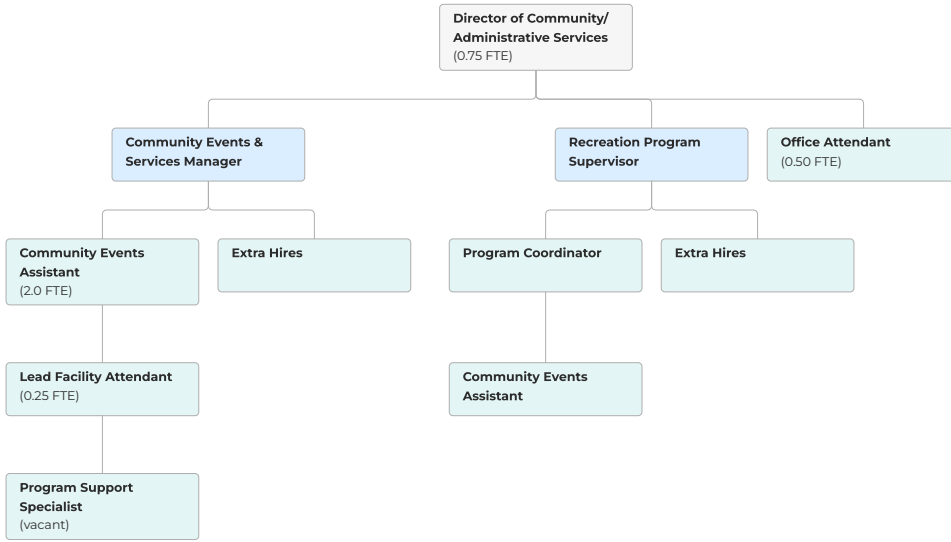 Director of Community/
Administrative Services
(0.75 FTE)
Community Events &
Services Manager
Recreation Program
Supervisor
Office Attendant
(0.50 FTE)
Community Events
Assistant
(2.0 FTE)
Extra Hires
Program Coordinator
Extra Hires
Lead Facility Attendant
(0.25 FTE)
Community Events
Assistant
Program Support
Specialist
(vacant)